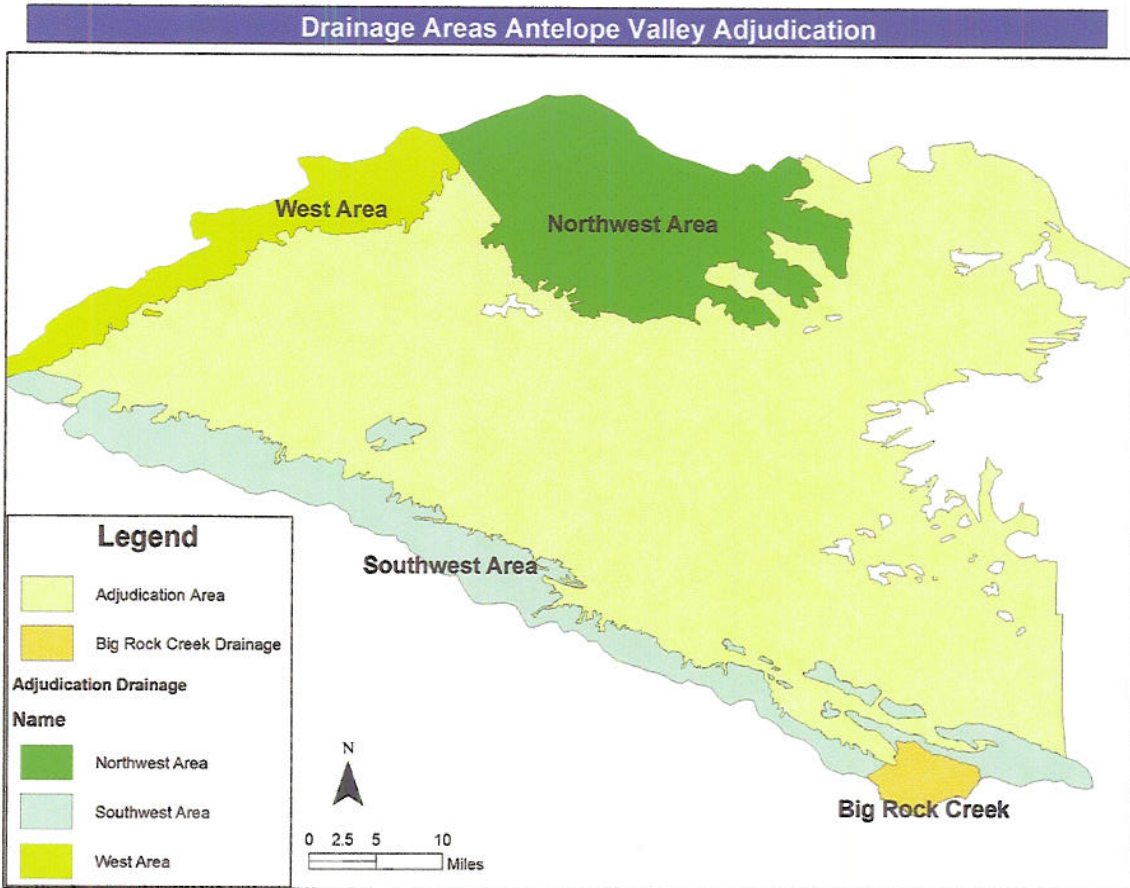 Drainage Areas Antelope Valley Adjudication
West Area
Northwest Area
Southwest Area
Big Rock Creek
Legend
Adjudication Area
Big Rock Creek Drainage
Adjudication Drainage
Name
Northwest Area
Southwest Area
West Area
N
0 2.5 5 10
Miles